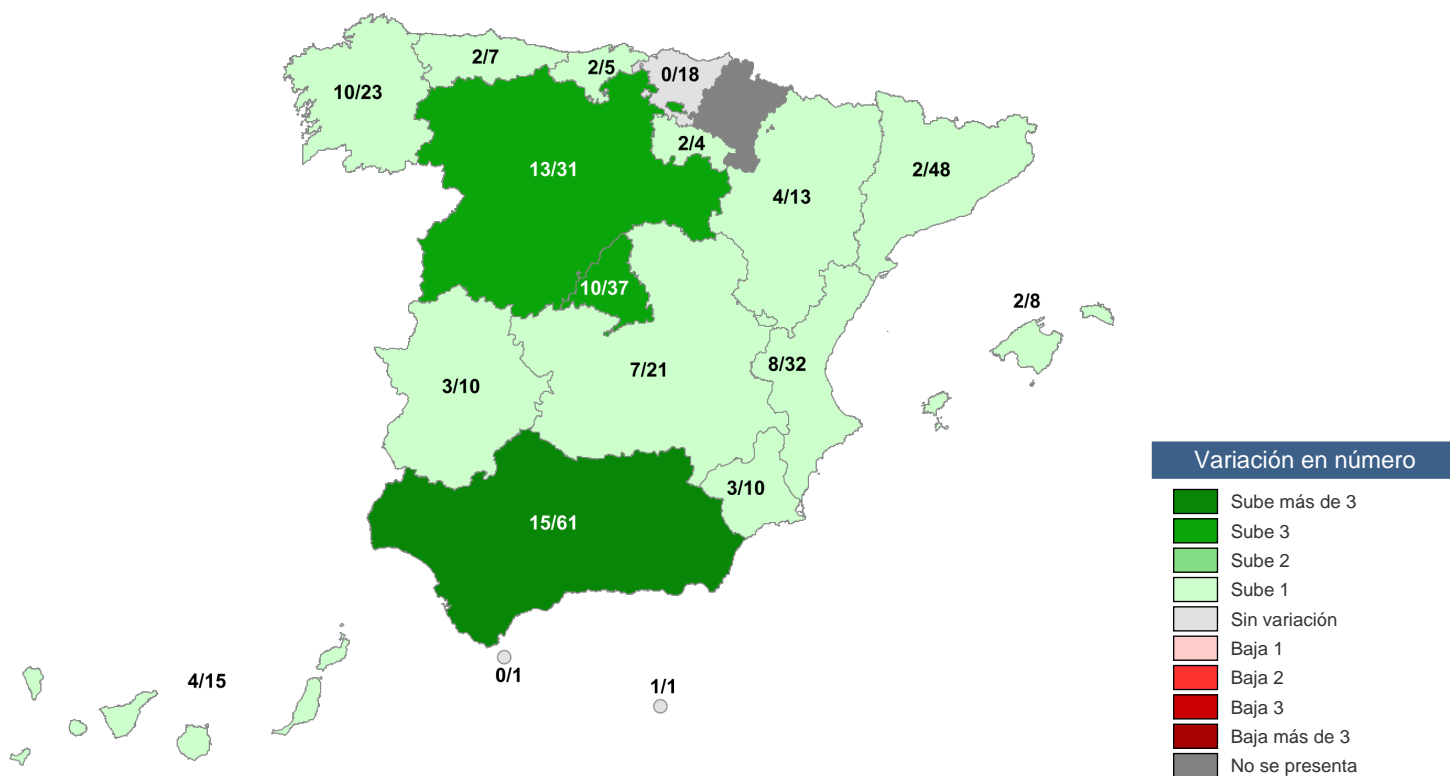 2/7
2/5
0/18
10/23
2/4
13/31
2/48
4/13
10/37
2/8
8/32
7/21
3/10
3/10
15/61
4/15
0/1
1/1
Variación en número
Sube más de 3
Sube 3
Sube 2
Sube 1
Sin variación
Baja 1
Baja 2
Baja 3
Baja más de 3
No se presenta